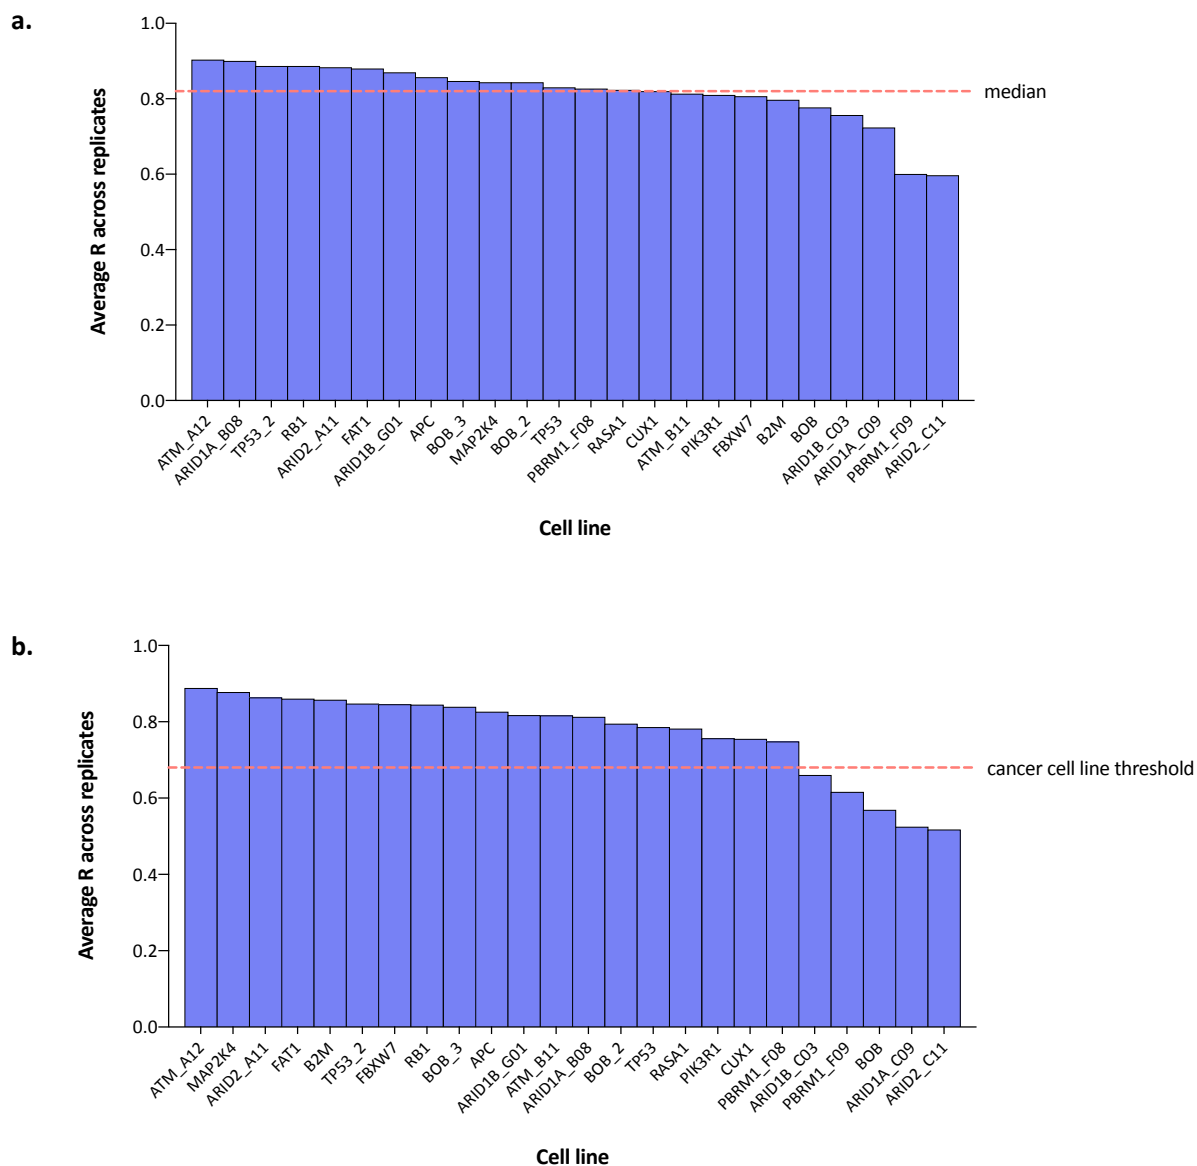 a.
1.0
0.8
0.6
0.4
0.2
0.0
Average R across replicates
median
ATM_A12
ARID1A_B08
TP53_2
RB1
ARID2_A11
FAT1
ARID1B_G01
APC
BOB_3
MAP2K4
BOB_2
TP53
PBRM1_F08
RASA1
CUX1
ATM_B11
PIK3R1
FBXW7
B2M
BOB
ARID1B_C03
ARID1A_C09
PBRM1_F09
ARID2_C11
Cell line
b.
1.0
0.8
0.6
0.4
0.2
0.0
Average R across replicates
cancer cell line threshold
ATM_A12
MAP2K4
ARID2_A11
FAT1
B2M
TP53_2
FBXW7
RB1
BOB_3
APC
ARID1B_G01
ATM_B11
ARID1A_B08
BOB_2
TP53
RASA1
PIK3R1
CUX1
PBRM1_F08
ARID1B_C03
PBRM1_F09
BOB
ARID1A_C09
ARID2_C11
Cell line